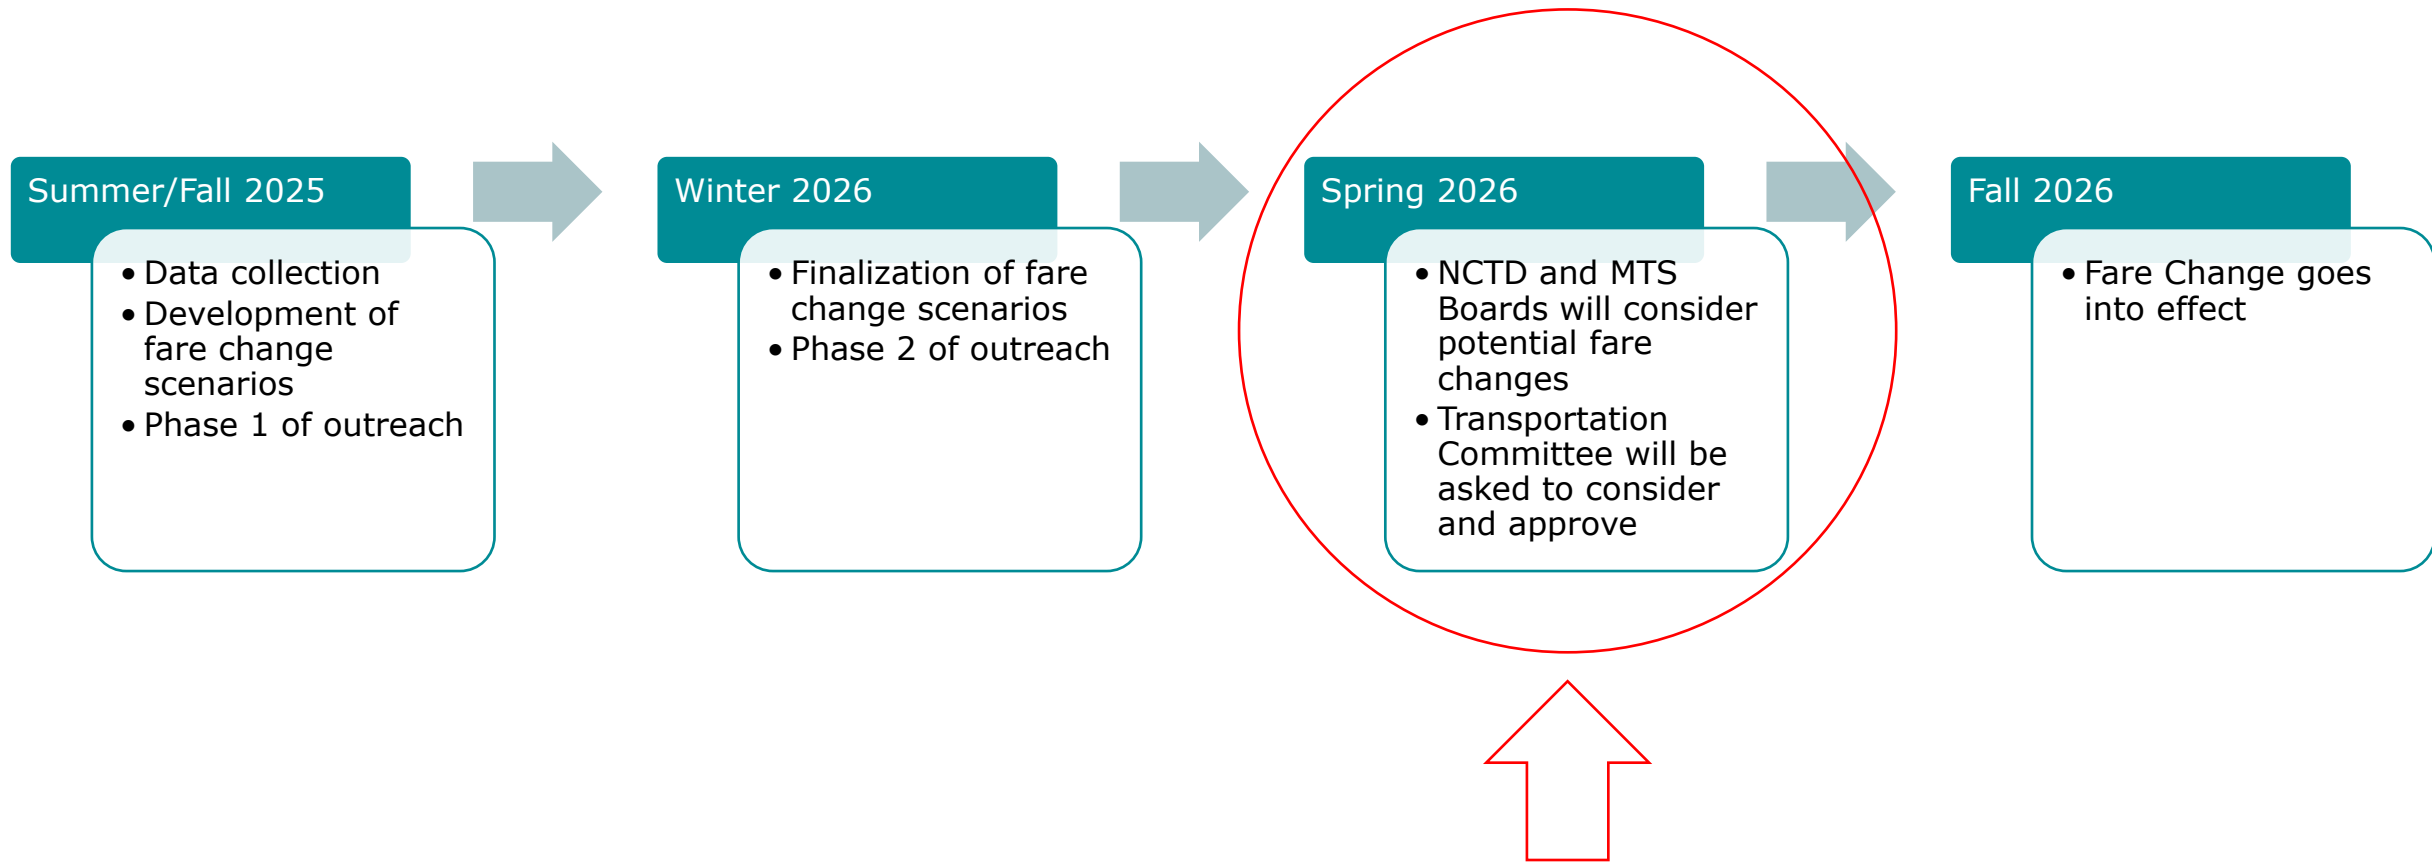 Summer/Fall 2025
• Data collection
• Development of
fare change
scenarios
• Phase 1 of outreach
Winter 2026
• Finalization of fare
change scenarios
• Phase 2 of outreach
Spring 2026
• NCTD and MTS
Boards will consider
potential fare
changes
• Transportation
Committee will be
asked to consider
and approve
Fall 2026
• Fare Change goes
into effect